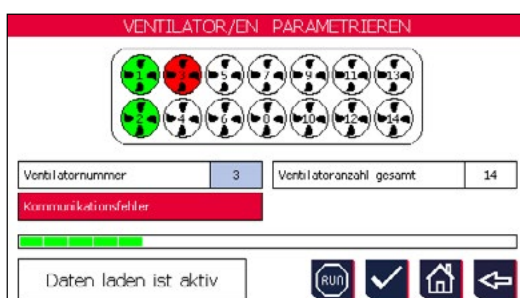 VENTILATOR/EN PARAMETRIEREN
1 3 5 7 9 11 13
2 4 6 8 10 12 14
Ventilatornummer 3 Ventilatoranzahl gesamt 14
Kommunikationsfehler
Daten laden ist aktiv RUN